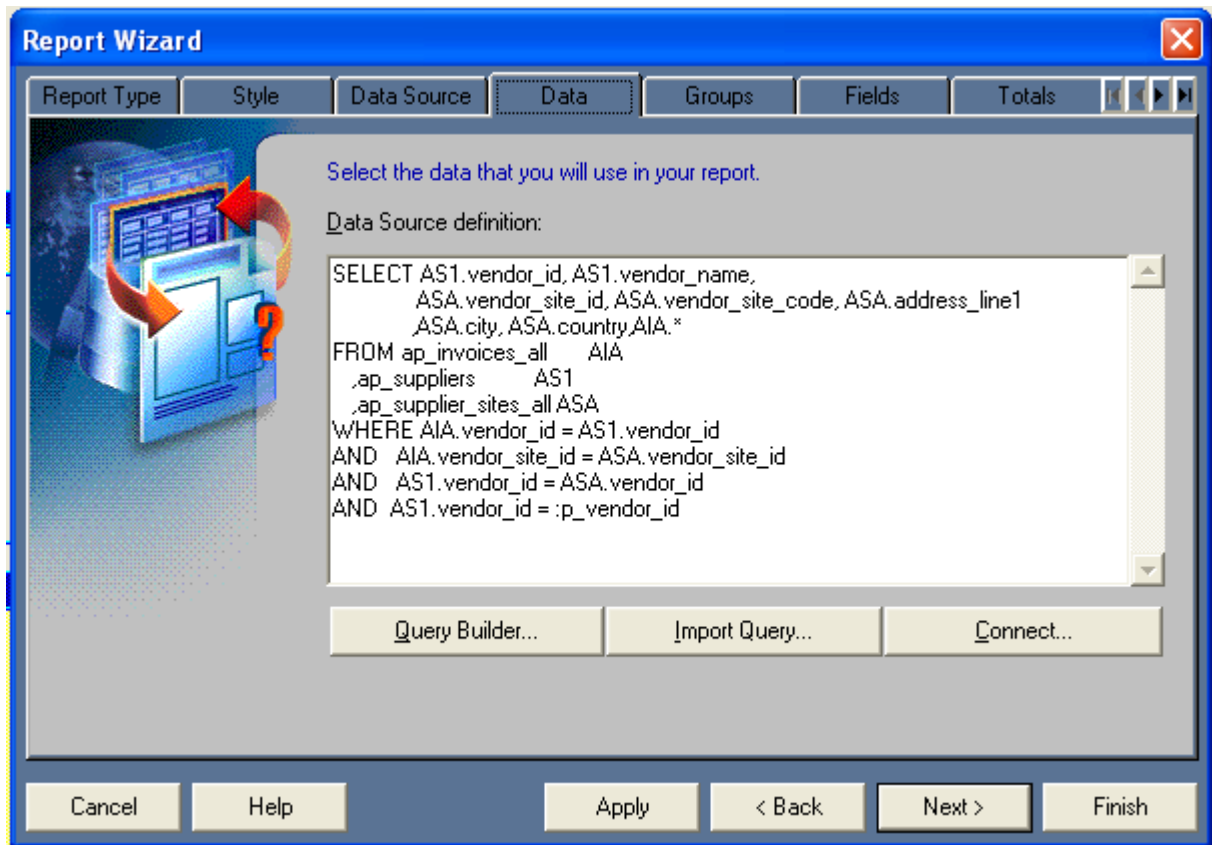 Report Wizard
Report Type Style Data Source Data Groups Fields Totals
Select the data that you will use in your report.
Data Source definition:
SELECT AS1.vendor_id, AS1.vendor_name,
ASA.vendor_site_id, ASA.vendor_site_code, ASA.address_line1
,ASA.city, ASA.country,AIA.*
FROM ap_invoices_all AIA
,ap_suppliers AS1
,ap_supplier_sites_all ASA
WHERE AIA.vendor_id = AS1.vendor_id
AND AIA.vendor_site_id = ASA.vendor_site_id
AND AS1.vendor_id = ASA.vendor_id
AND AS1.vendor_id = :p_vendor_id
Query Builder... Import Query... Connect...
Cancel Help Apply < Back Next > Finish